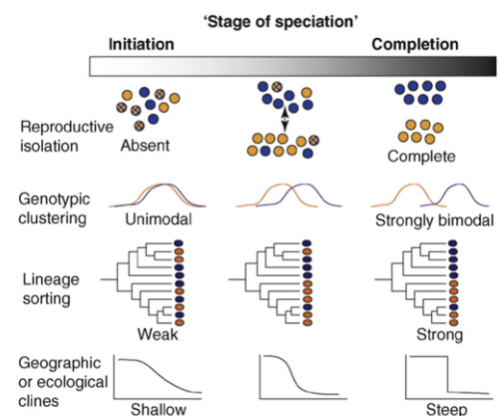 'Stage of speciation'
Initiation
Completion
Reproductive
isolation
Absent
Complete
Genotypic
clustering
Unimodal
Strongly bimodal
Lineage
sorting
Weak
Strong
Geographic
or ecological
clines
Shallow
Steep